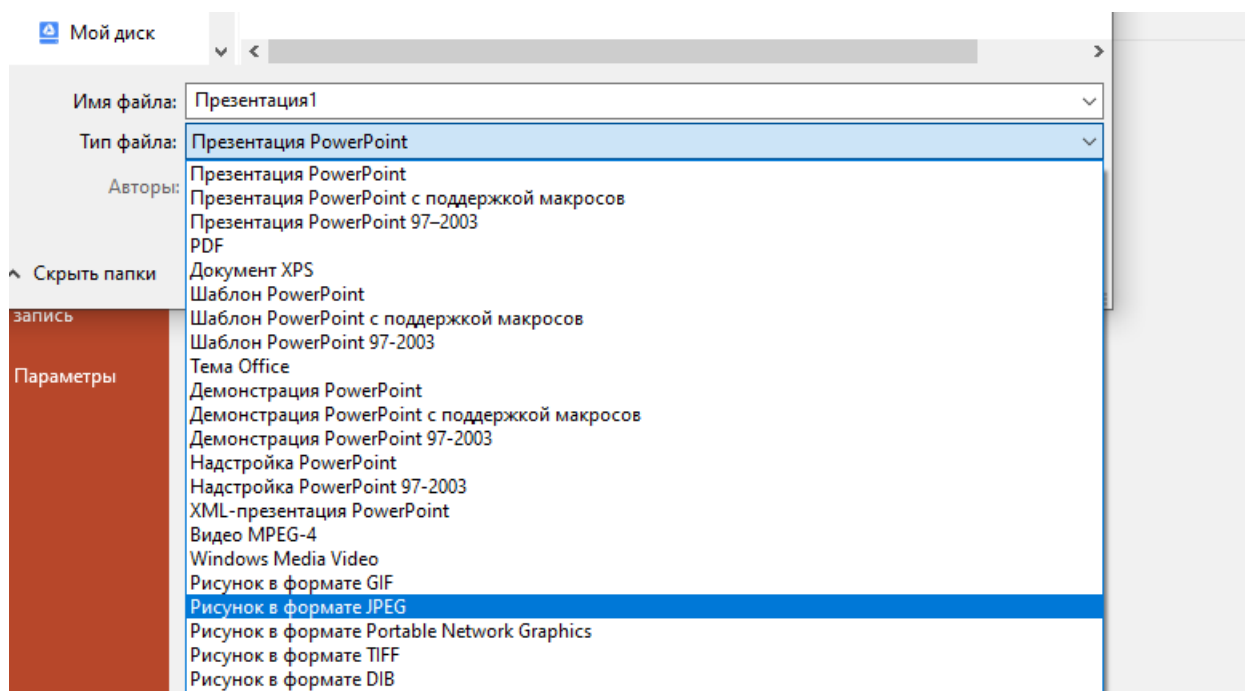 Мой диск
Имя файла: Презентация1
Тип файла: Презентация PowerPoint
Авторы:
Презентация PowerPoint
Презентация PowerPoint с поддержкой макросов
Презентация PowerPoint 97–2003
PDF
Документ XPS
Шаблон PowerPoint
Шаблон PowerPoint с поддержкой макросов
Шаблон PowerPoint 97-2003
Тема Office
Демонстрация PowerPoint
Демонстрация PowerPoint с поддержкой макросов
Демонстрация PowerPoint 97-2003
Надстройка PowerPoint
Надстройка PowerPoint 97-2003
XML-презентация PowerPoint
Видео MPEG-4
Windows Media Video
Рисунок в формате GIF
Рисунок в формате JPEG
Рисунок в формате Portable Network Graphics
Рисунок в формате TIFF
Рисунок в формате DIB
Скрыть папки
запись
Параметры